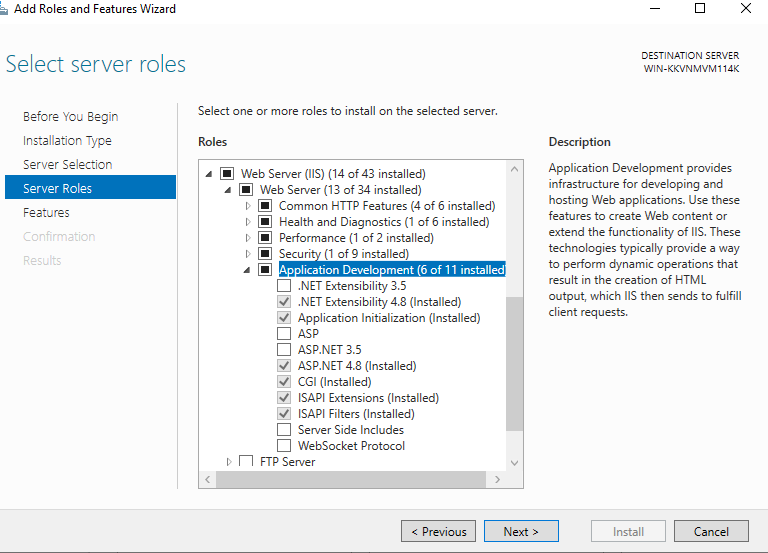 Add Roles and Features Wizard
Select server roles
DESTINATION SERVER
WIN-KKVNMVM114K
Before You Begin
Installation Type
Server Selection
Server Roles
Features
Confirmation
Results
Select one or more roles to install on the selected server.
Roles
Web Server (IIS) (14 of 43 installed)
Web Server (13 of 34 installed)
Common HTTP Features (4 of 6 installed)
Health and Diagnostics (1 of 6 installed)
Performance (1 of 2 installed)
Security (1 of 9 installed)
Application Development (6 of 11 installed
.NET Extensibility 3.5
.NET Extensibility 4.8 (Installed)
Application Initialization (Installed)
ASP
ASP.NET 3.5
ASP.NET 4.8 (Installed)
CGI (Installed)
ISAPI Extensions (Installed)
ISAPI Filters (Installed)
Server Side Includes
WebSocket Protocol
FTP Server
Description
Application Development provides
infrastructure for developing and
hosting Web applications. Use these
features to create Web content or
extend the functionality of IIS. These
technologies typically provide a way
to perform dynamic operations that
result in the creation of HTML
output, which IIS then sends to fulfill
client requests.
< Previous
Next >
Install
Cancel